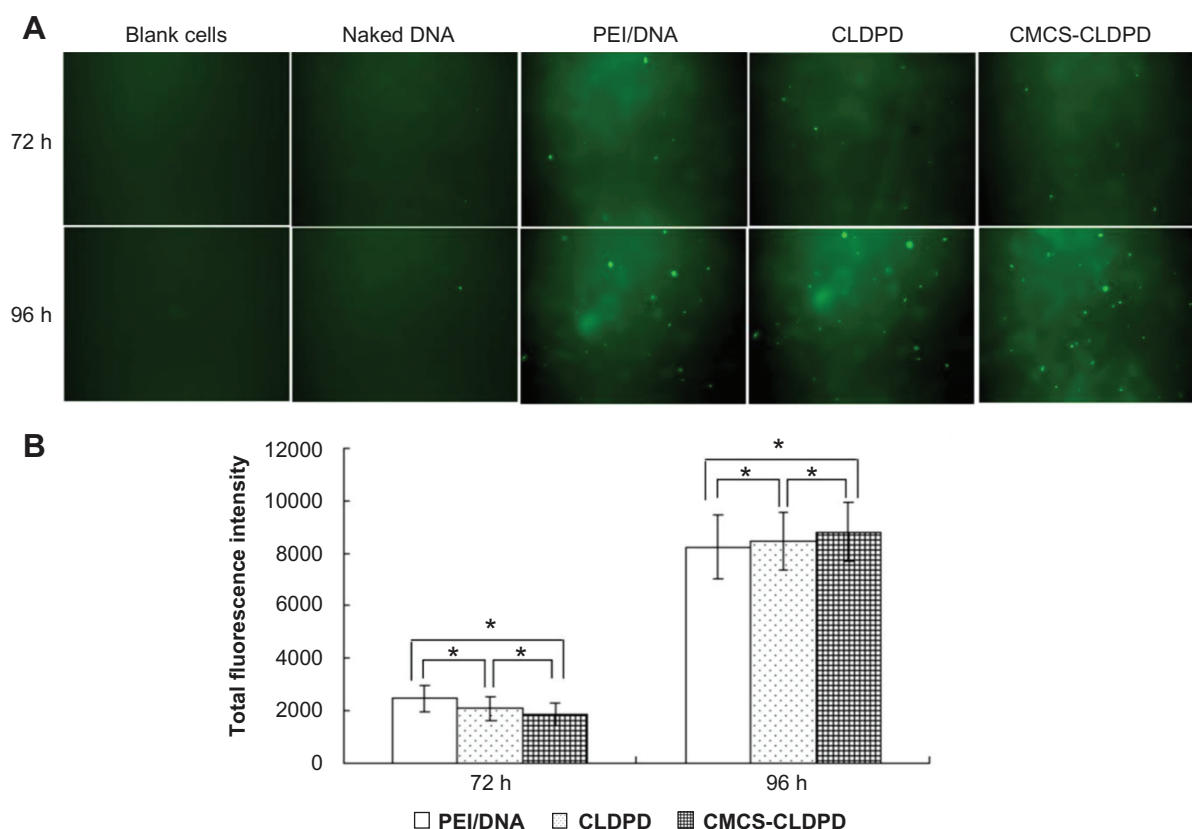 A
Blank cells Naked DNA PEI/DNA CLDPD CMCS-CLDPD
72 h
96 h
B
Total fluorescence intensity
12000
10000
8000
6000
4000
2000
0
* * *
* * *
72 h 96 h
PEI/DNA CLDPD CMCS-CLDPD